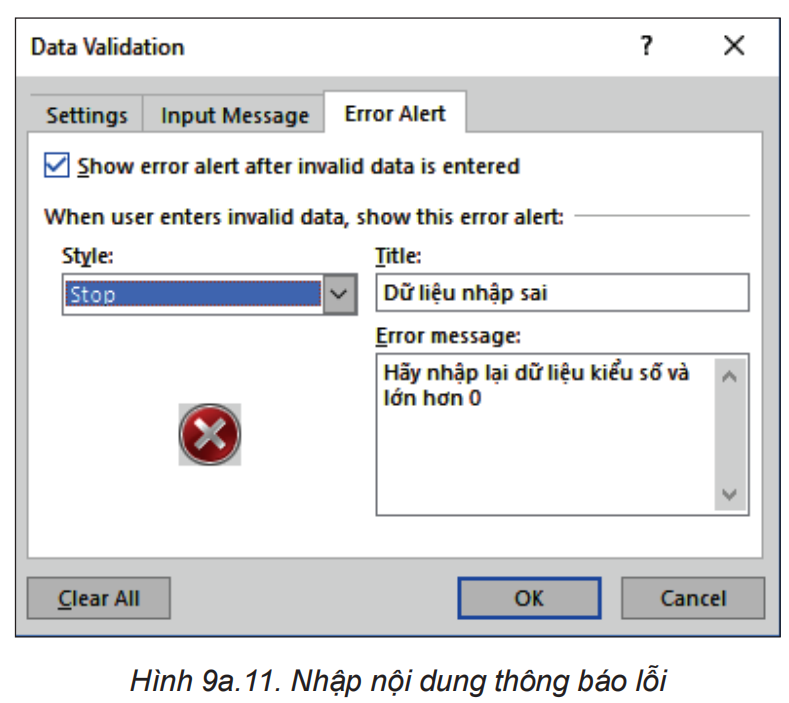 Data Validation
Settings Input Message Error Alert
Show error alert after invalid data is entered
When user enters invalid data, show this error alert:
Style:
Stop
Title:
Dữ liệu nhập sai
Error message:
Hãy nhập lại dữ liệu kiểu số và
lớn hơn 0
Clear All OK Cancel
Hình 9a.11. Nhập nội dung thông báo lỗi